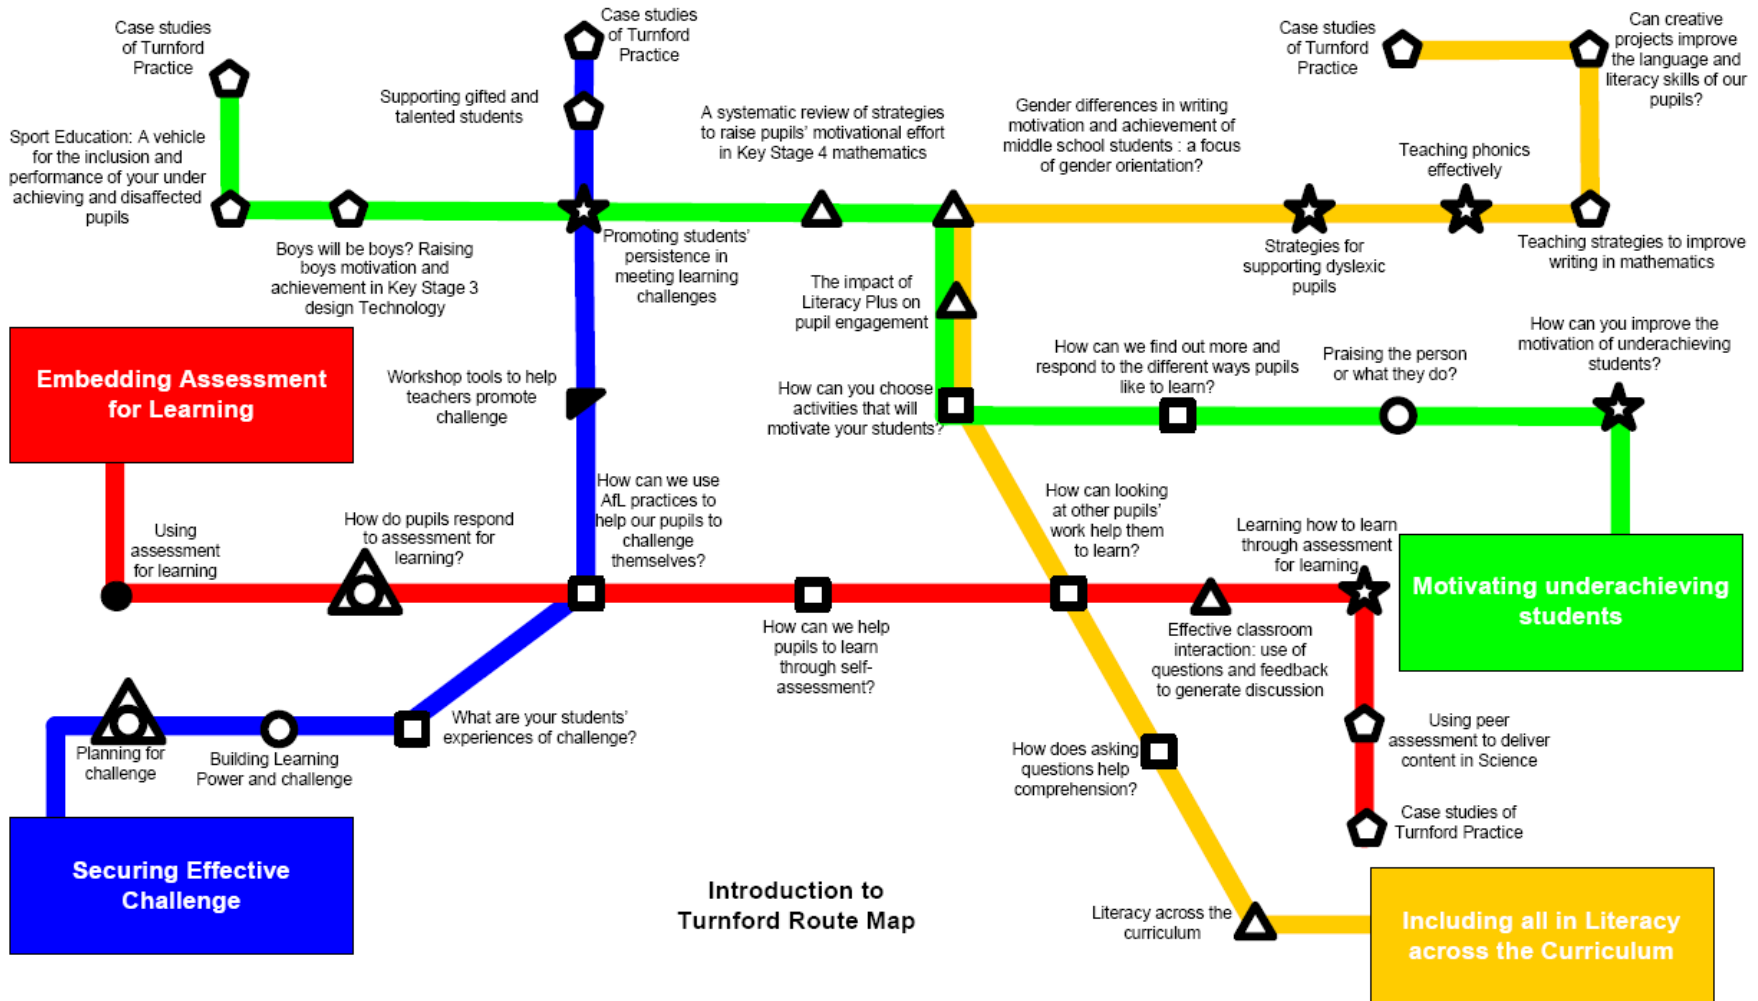 Case studies
of Turnford
Practice
Case studies
of Turnford
Practice
Case studies
of Turnford
Practice
Can creative
projects improve
the language and
literacy skills of our
pupils?
Supporting gifted and
talented students
A systematic review of strategies
to raise pupils' motivational effort
in Key Stage 4 mathematics
Gender differences in writing
motivation and achievement of
middle school students : a focus
of gender orientation?
Teaching phonics
effectively
Sport Education: A vehicle
for the inclusion and
performance of your under
achieving and disaffected
pupils
Boys will be boys? Raising
boys motivation and
achievement in Key Stage 3
design Technology
Promoting students'
persistence in
meeting learning
challenges
Strategies for
supporting dyslexic
pupils
Teaching strategies to improve
writing in mathematics
The impact of
Literacy Plus on
pupil engagement
How can you improve the
motivation of underachieving
students?
How can we find out more and
respond to the different ways pupils
like to learn?
Praising the person
or what they do?
Embedding Assessment
for Learning
Workshop tools to help
teachers promote
challenge
How can you choose
activities that will
motivate your students?
How can we use
AfL practices to
help our pupils to
challenge
themselves?
How can looking
at other pupils'
work help them
to learn?
Using
assessment
for learning
How do pupils respond
to assessment for
learning?
Learning how to learn
through assessment
for learning
Motivating underachieving
students
How can we help
pupils to learn
through self-
assessment?
Effective classroom
interaction: use of
questions and feedback
to generate discussion
What are your students'
experiences of challenge?
Planning for
challenge
Building Learning
Power and challenge
How does asking
questions help
comprehension?
Using peer
assessment to deliver
content in Science
Case studies of
Turnford Practice
Securing Effective
Challenge
Introduction to
Turnford Route Map
Literacy across the
curriculum
Including all in Literacy
across the Curriculum